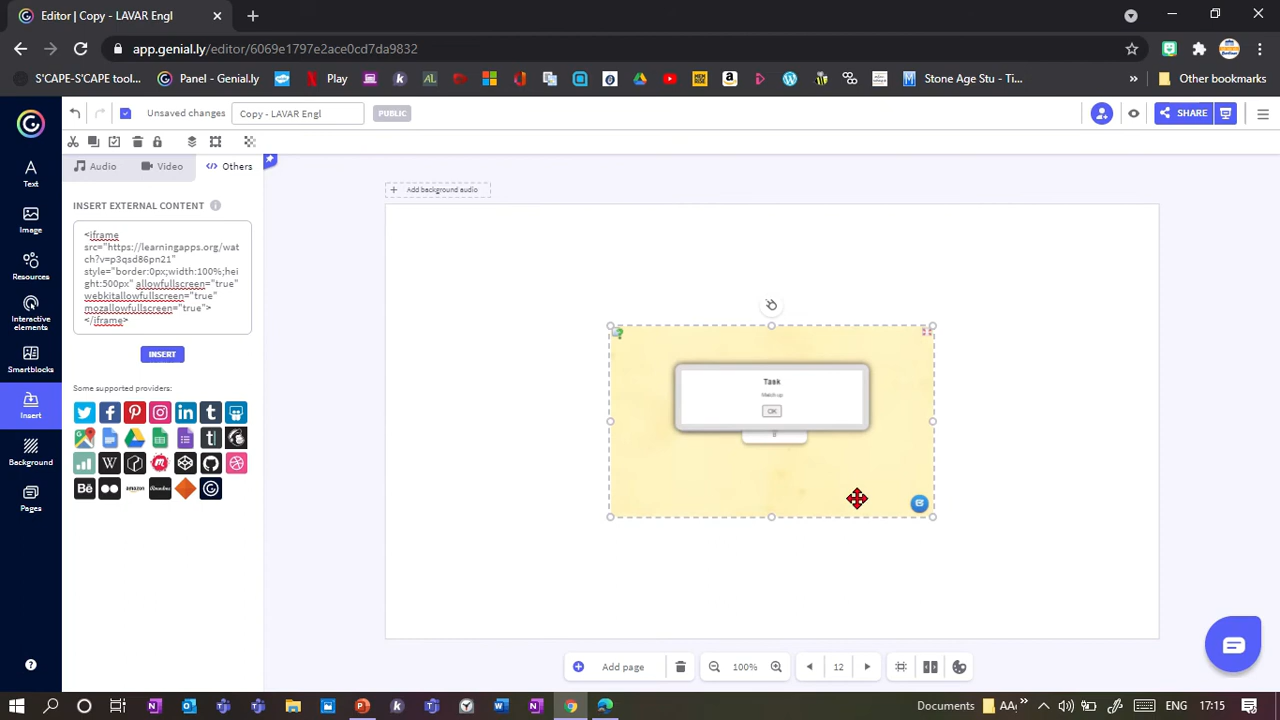 Editor | Copy - LAVAR Engl
app.genial.ly/editor/6069e1797e2ace0cd7da9832
S'CAPE-S'CAPE tool...
Panel - Genial.ly
Play
Stone Age Stu - Ti...
Other bookmarks
Unsaved changes
Copy - LAVAR Engl
PUBLIC
SHARE
Audio
Video
Others
Text
Image
Resources
Interactive
elements
Smartblocks
Insert
Background
Pages
INSERT EXTERNAL CONTENT
<iframe
src="https://learningapps.org/wat
ch?v=p3qsd86pn21"
style="border:0px;width:100%;hei
ght:500px" allowfullscreen="true"
webkitallowfullscreen="true"
mozallowfullscreen="true">
</iframe>
INSERT
Some supported providers:
Add background audio
Task
Match up
OK
Add page
100%
12
Documents
ENG
17:15